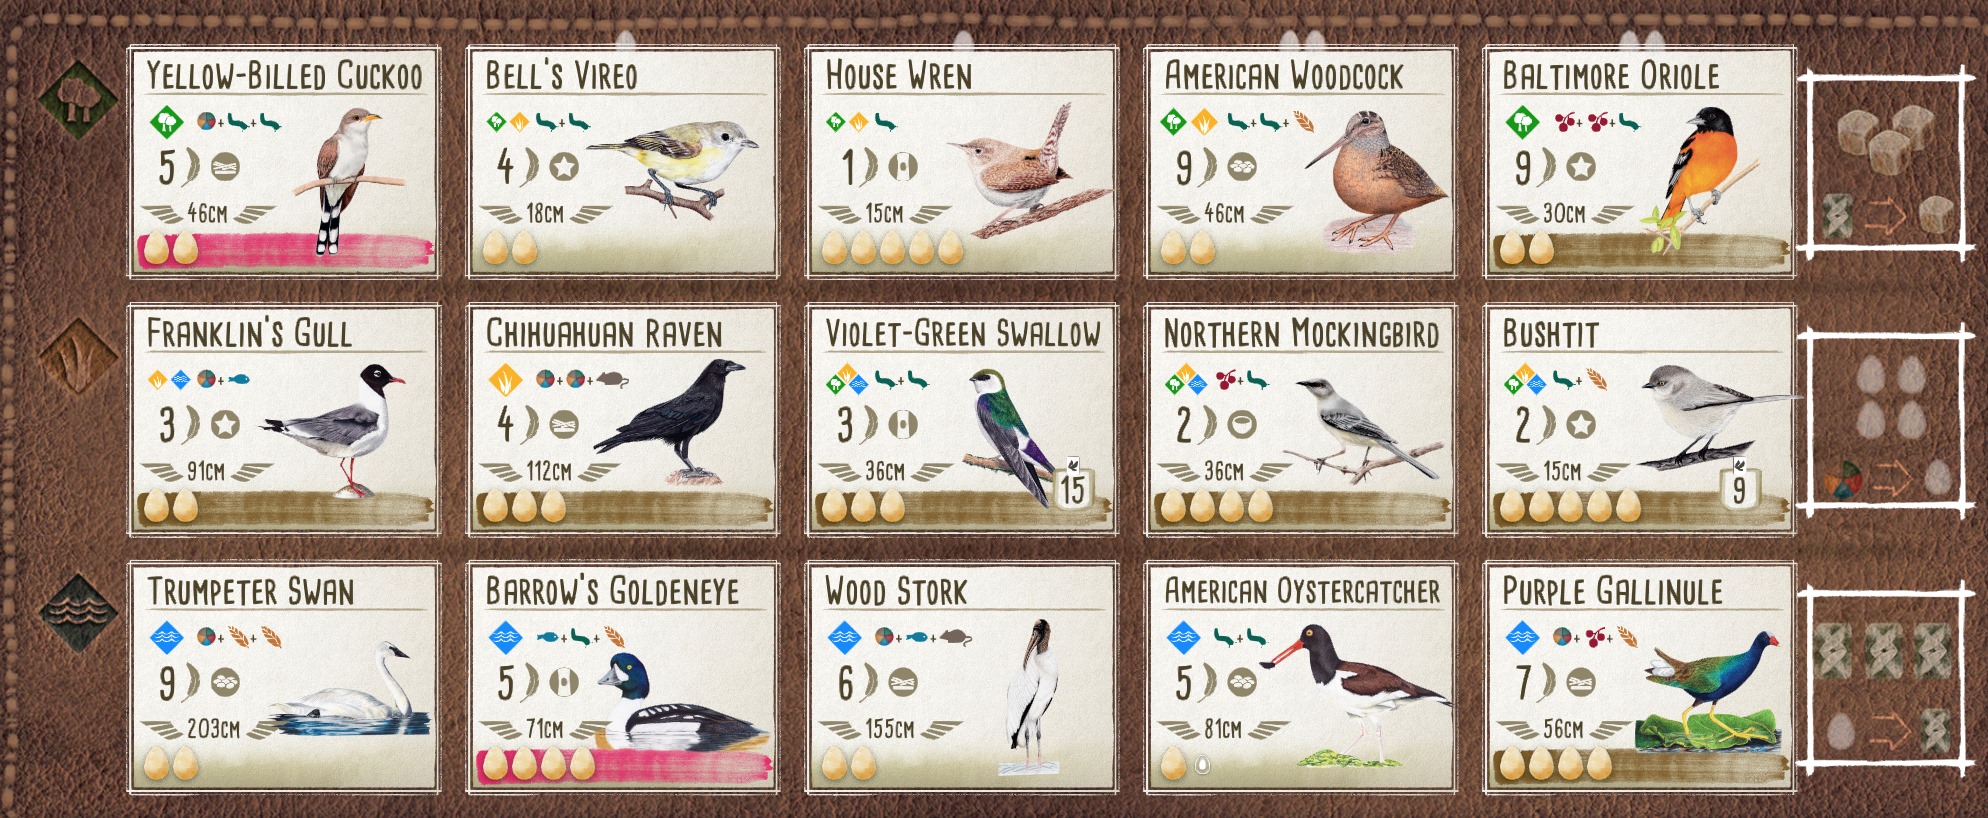 Yellow-Billed Cuckoo
5
46cm
Bell's Vireo
4
18cm
House Wren
1
15cm
American Woodcock
9
46cm
Baltimore Oriole
9
30cm
Franklin's Gull
3
91cm
Chihuahuan Raven
4
112cm
Violet-Green Swallow
3
36cm
15
Northern Mockingbird
2
36cm
Bushtit
2
15cm
9
Trumpeter Swan
9
203cm
Barrow's Goldeneye
5
71cm
Wood Stork
6
155cm
American Oystercatcher
5
81cm
Purple Gallinule
7
56cm